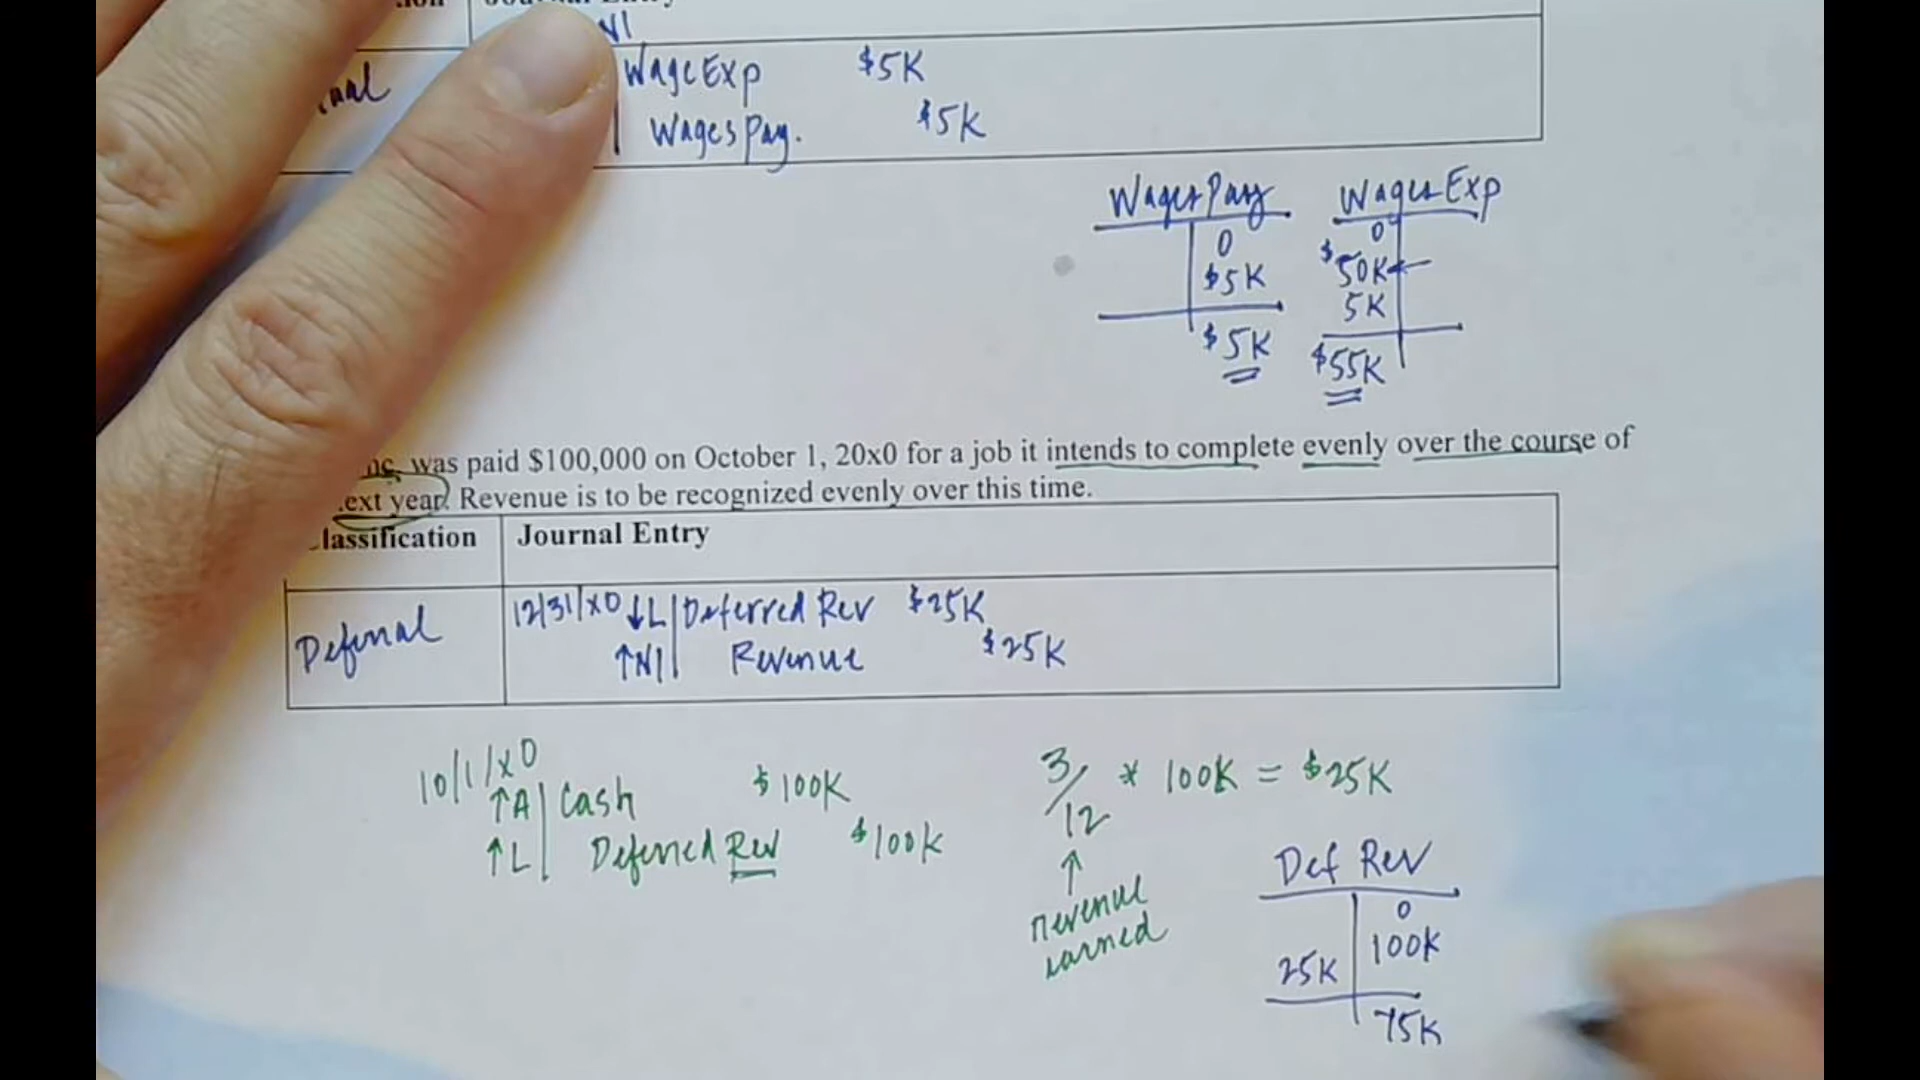 NI
Wage Exp $5K
Wages Pay. $5K
Wages Pay Wages Exp
0 0
$5K $50K
5K
$5K $55K
was paid $100,000 on October 1, 20x0 for a job it intends to complete evenly over the course of
ext year. Revenue is to be recognized evenly over this time.
lassification Journal Entry
Deferral 12/31/x0 ↓L Deferred Rev $25K
↑NI Revenue $25K
10/1/x0
↑A Cash $100K
↑L Deferred Rev $100K
3/12 * 100K = $25K
↑
revenue
earned
Def Rev
0
100K
25K
75K